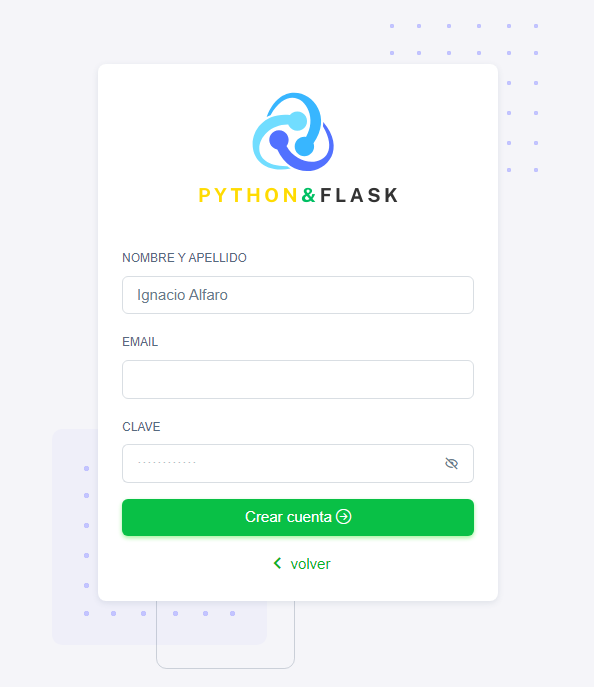 PYTHON&FLASK
NOMBRE Y APELLIDO
Ignacio Alfaro
EMAIL
CLAVE
············
Crear cuenta
volver